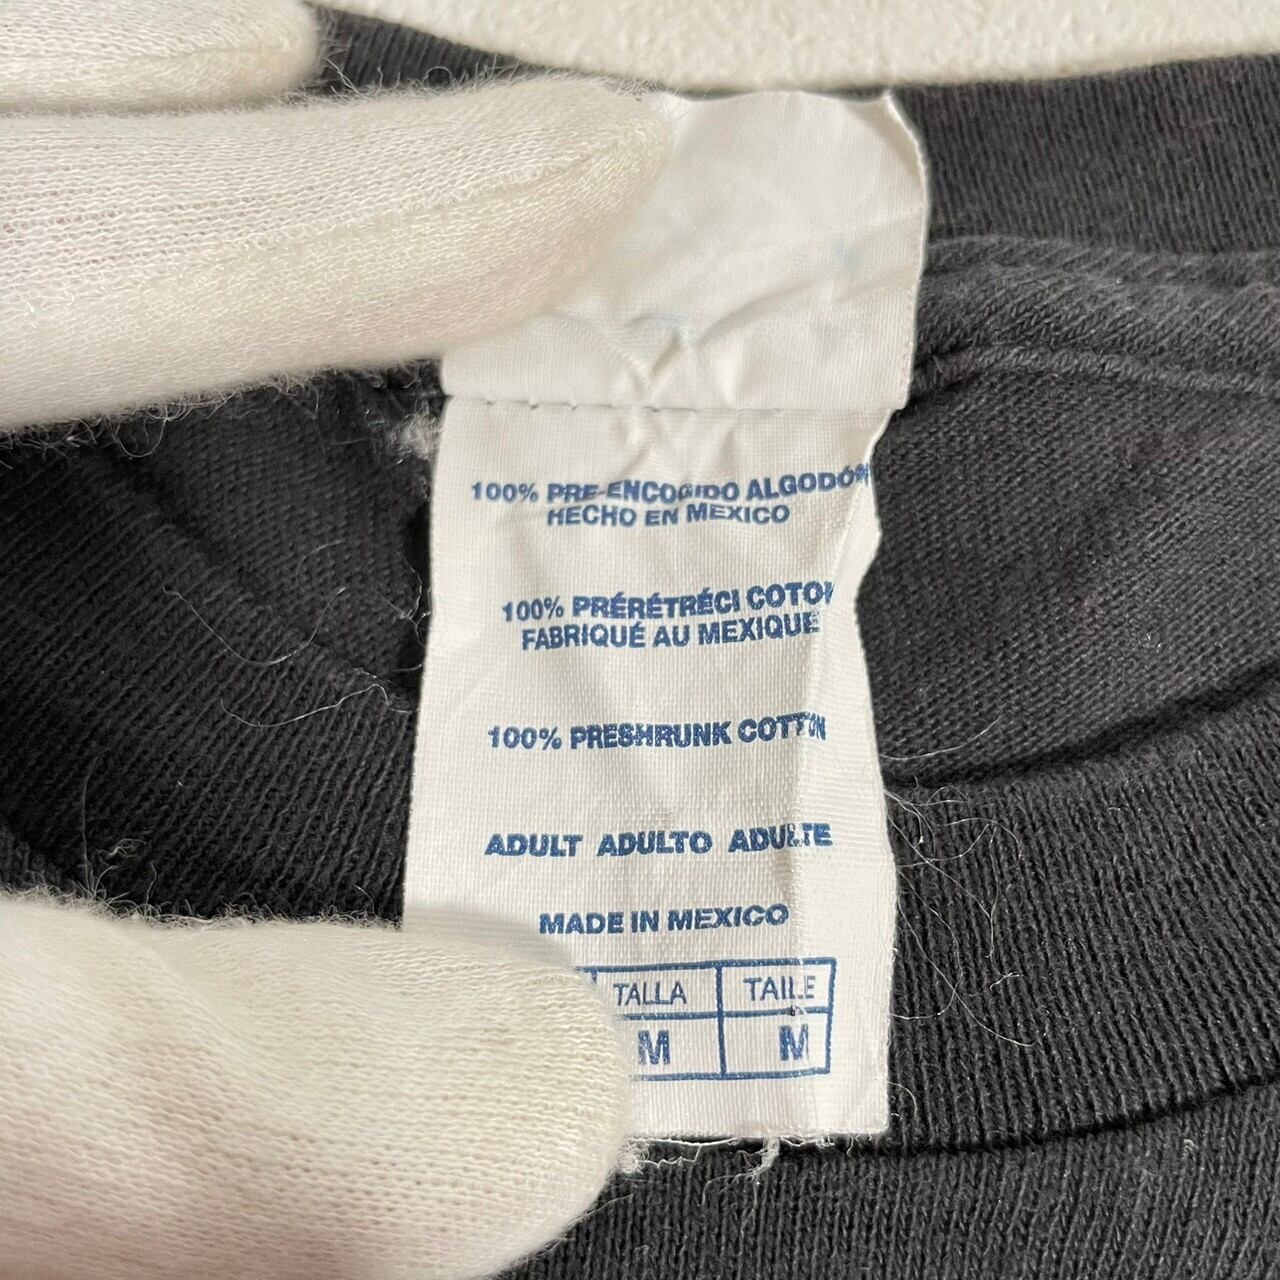 100% PRE-ENCOGIDO ALGODÓN
HECHO EN MEXICO
100% PRÉRÉTRÉCI COTON
FABRIQUÉ AU MEXIQUE
100% PRESHRUNK COTTON
ADULT ADULTO ADULTE
MADE IN MEXICO
TALLA TAILLE
M M